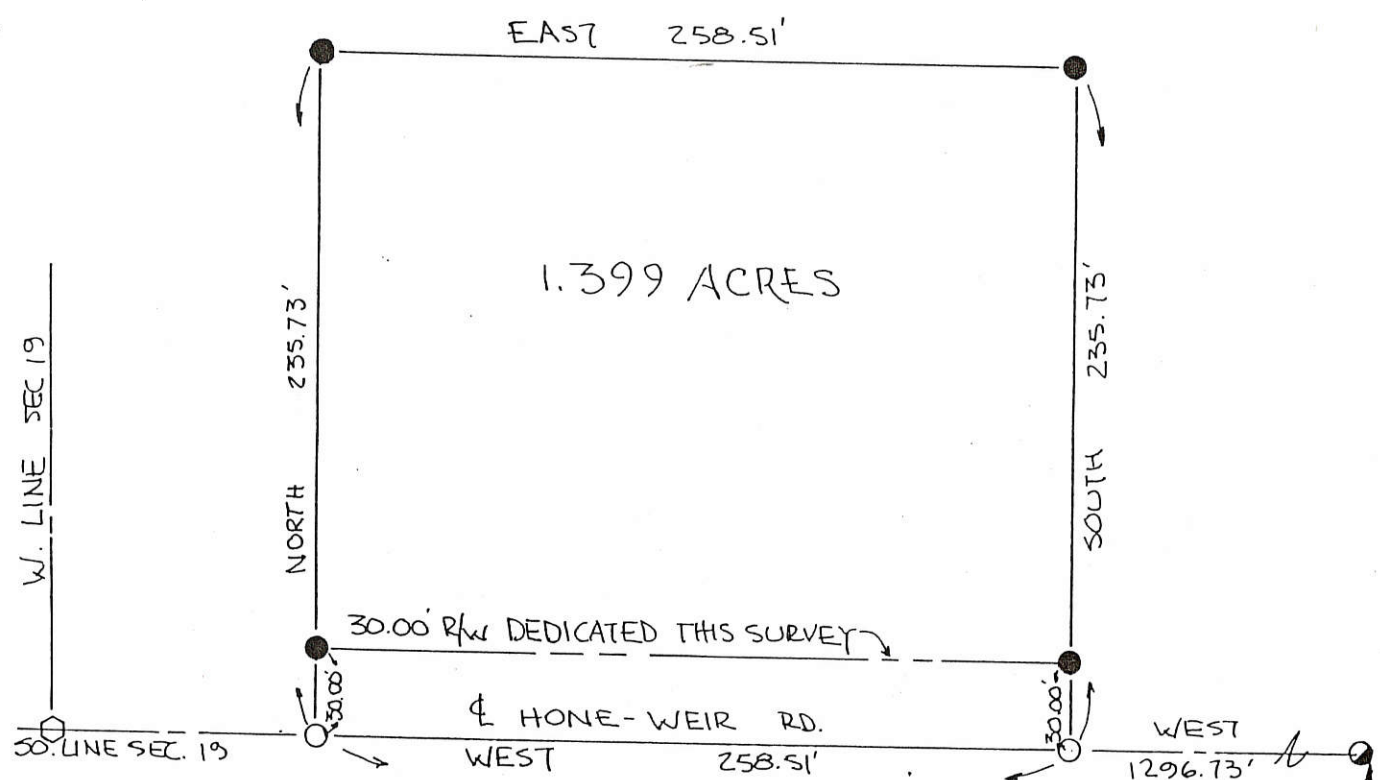 EAST 258.51'
1.399 ACRES
W. LINE SEC 19
NORTH 235.73'
SOUTH 235.73'
30.00' R/W DEDICATED THIS SURVEY
30.00'
30.00'
℄ HONE-WEIR RD.
SO. LINE SEC. 19
WEST 258.51'
WEST
1296.73'